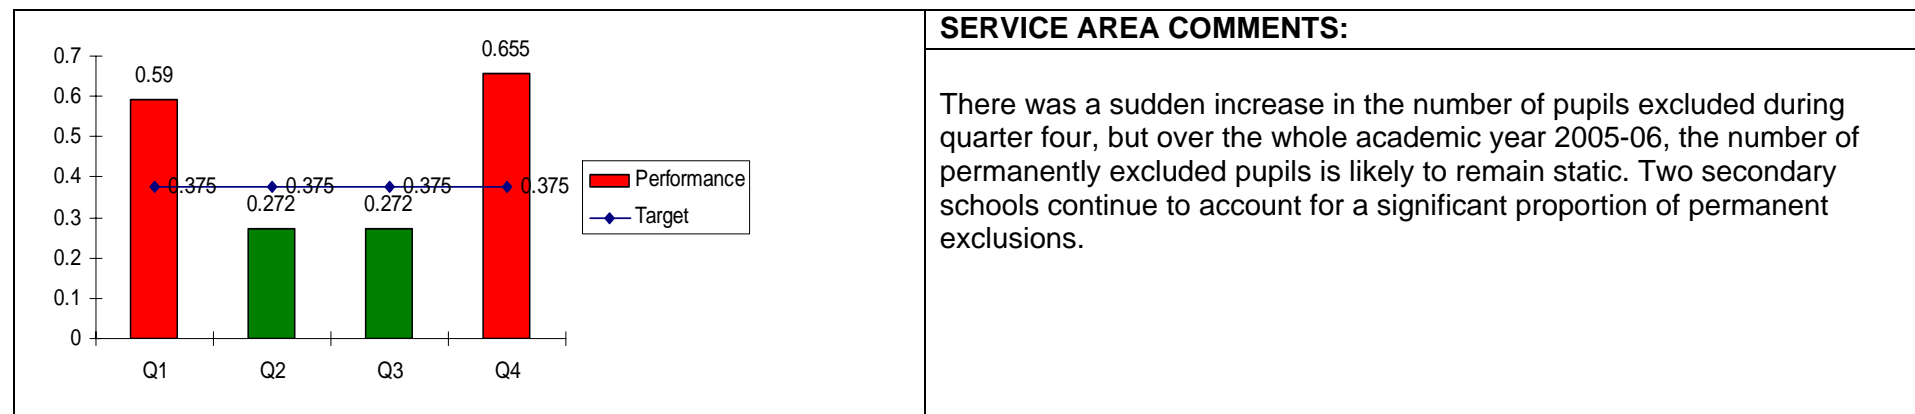 0.7
0.6
0.5
0.4
0.3
0.2
0.1
0
0.59
0.272
0.272
0.655
0.375
0.375
0.375
0.375
Q1
Q2
Q3
Q4
Performance
Target
SERVICE AREA COMMENTS:
There was a sudden increase in the number of pupils excluded during
quarter four, but over the whole academic year 2005-06, the number of
permanently excluded pupils is likely to remain static. Two secondary
schools continue to account for a significant proportion of permanent
exclusions.